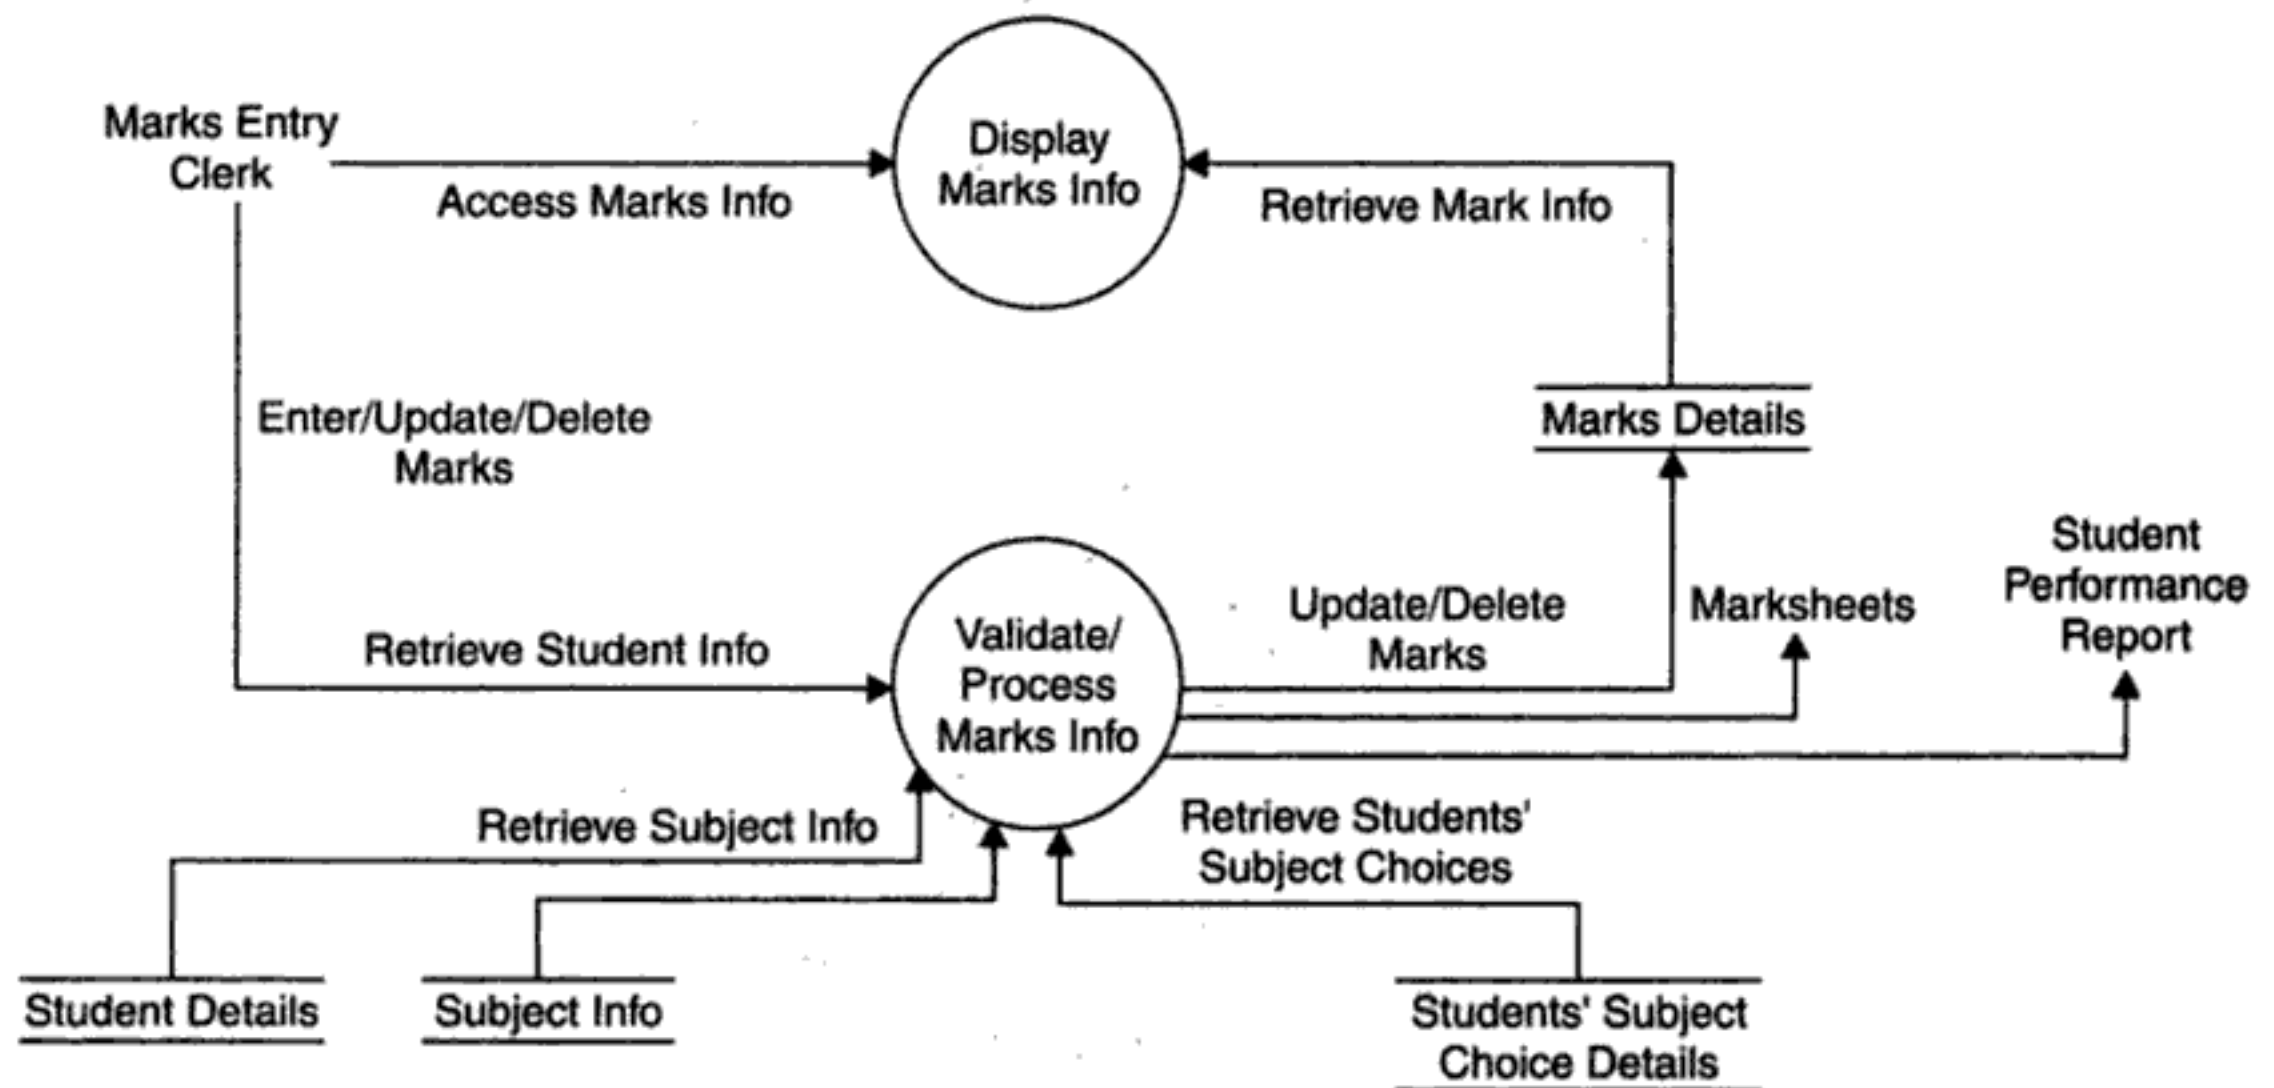 Marks Entry
Clerk
Access Marks Info
Display
Marks Info
Retrieve Mark Info
Enter/Update/Delete
Marks
Marks Details
Student
Performance
Report
Retrieve Student Info
Validate/
Process
Marks Info
Update/Delete
Marks
Marksheets
Retrieve Subject Info
Retrieve Students'
Subject Choices
Student Details
Subject Info
Students' Subject
Choice Details